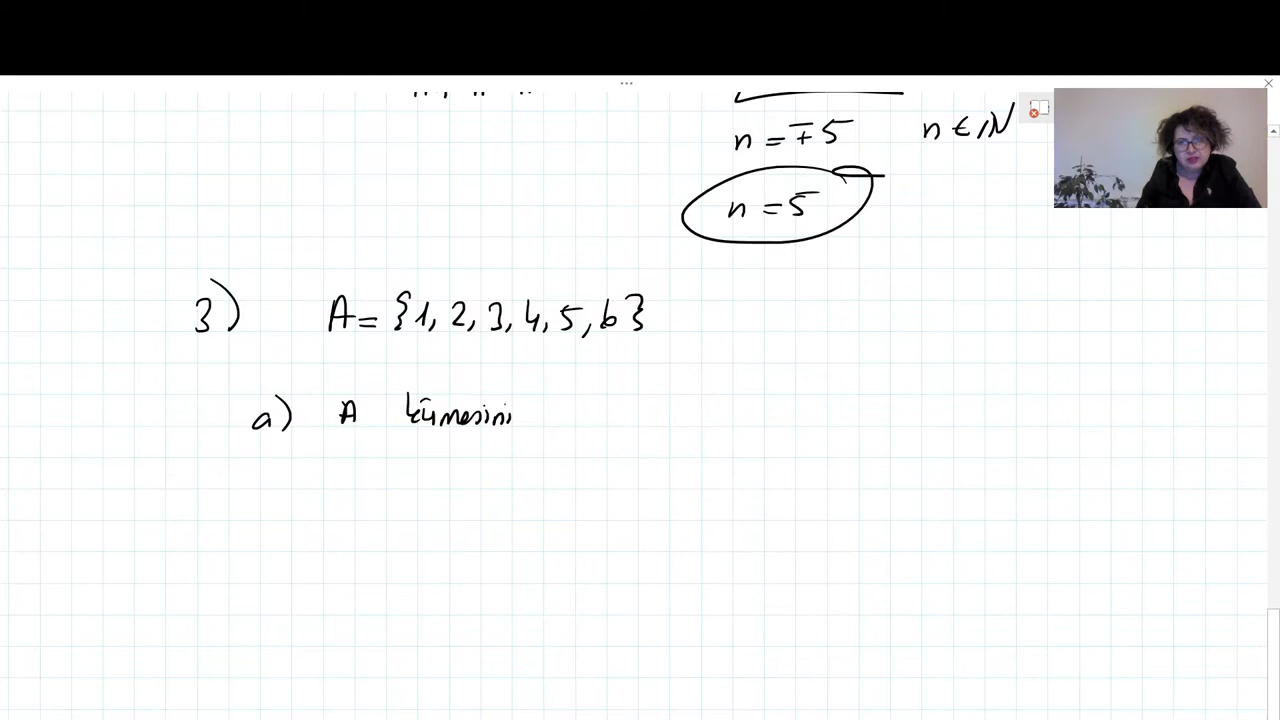 n = ∓5 n ∈ ℕ
n = 5
3) A = {1, 2, 3, 4, 5, 6}
a) A kümesini